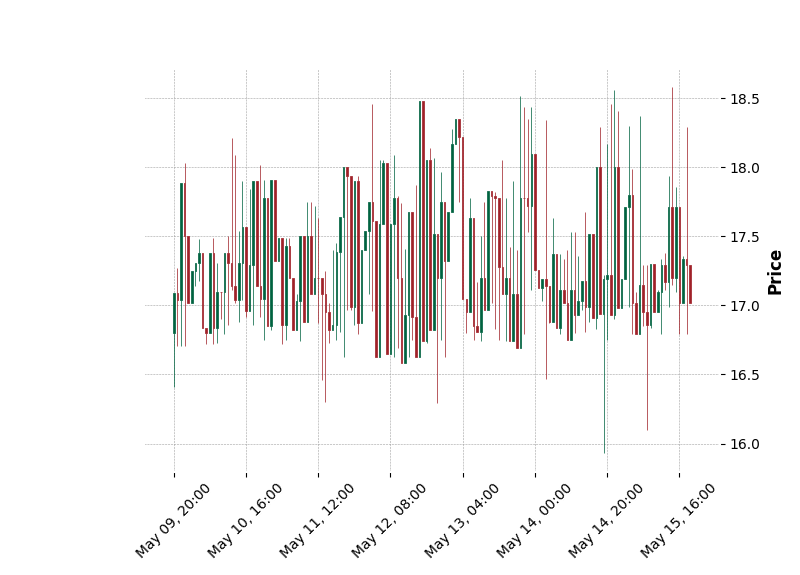 18.5
18.0
17.5
17.0
16.5
16.0
Price
May 09, 20:00
May 10, 16:00
May 11, 12:00
May 12, 08:00
May 13, 04:00
May 14, 00:00
May 14, 20:00
May 15, 16:00